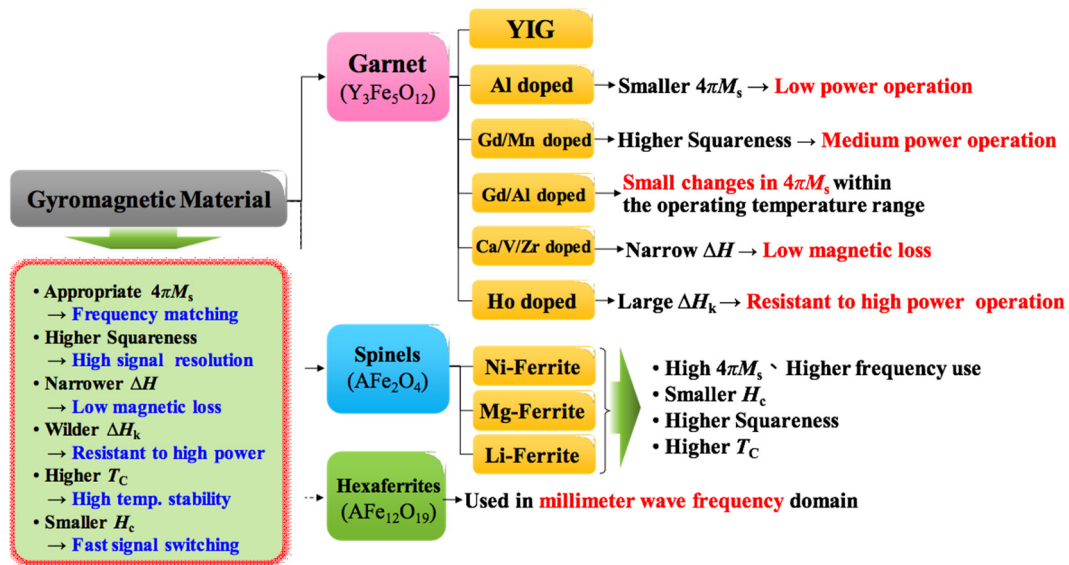 Gyromagnetic Material
• Appropriate 4πMs
→ Frequency matching
• Higher Squareness
→ High signal resolution
• Narrower ΔH
→ Low magnetic loss
• Wilder ΔHk
→ Resistant to high power
• Higher TC
→ High temp. stability
• Smaller Hc
→ Fast signal switching
Garnet
(Y3Fe5O12)
YIG
Al doped → Smaller 4πMs → Low power operation
Gd/Mn doped → Higher Squareness → Medium power operation
Gd/Al doped → Small changes in 4πMs within
the operating temperature range
Ca/V/Zr doped → Narrow ΔH → Low magnetic loss
Ho doped → Large ΔHk → Resistant to high power operation
Spinels
(AFe2O4)
Ni-Ferrite
Mg-Ferrite
Li-Ferrite
• High 4πMs、Higher frequency use
• Smaller Hc
• Higher Squareness
• Higher TC
Hexaferrites
(AFe12O19)
Used in millimeter wave frequency domain